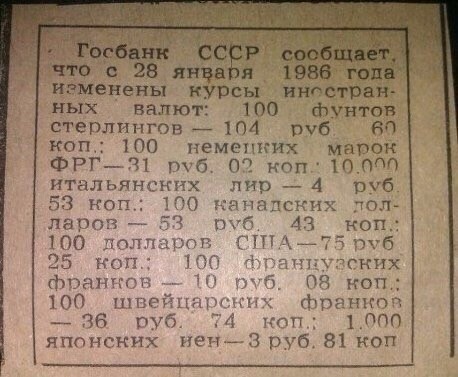 Госбанк СССР сообщает,
что с 28 января 1986 года
изменены курсы иностран-
ных валют: 100 фунтов
стерлингов — 104 руб. 60
коп.; 100 немецких марок
ФРГ—31 руб. 02 коп.; 10.000
итальянских лир — 4 руб.
53 коп.; 100 канадских дол-
ларов — 53 руб. 43 коп.;
100 долларов США—75 руб
25 коп.; 100 французских
франков — 10 руб. 08 коп.;
100 швейцарских франков
— 36 руб. 74 коп.; 1.000
японских иен—3 руб. 81 коп